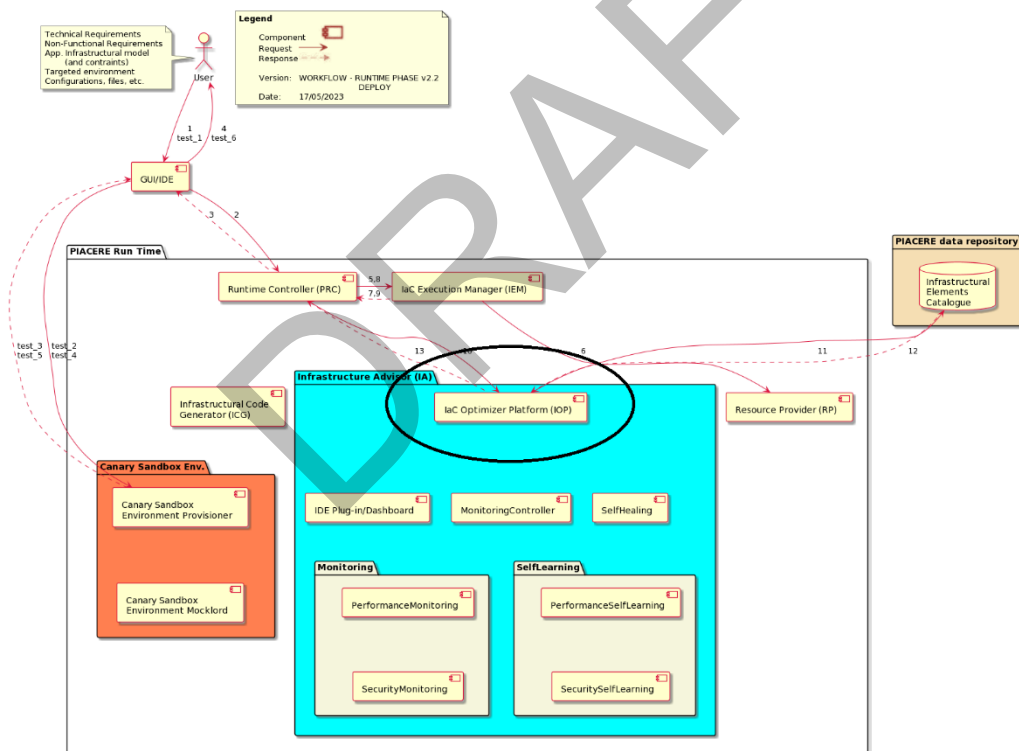 Technical Requirements
Non-Functional Requirements
App. Infrastructural model
(and contraints)
Targeted environment
Configurations, files, etc.
User
Legend
Component
Request
Response
Version: WORKFLOW - RUNTIME PHASE v2.2
DEPLOY
Date: 17/05/2023
1
test_1
4
test_6
GUI/IDE
3
2
PIACERE Run Time
PIACERE data repository
Runtime Controller (PRC)
5,8
7,9
IaC Execution Manager (IEM)
Infrastructural
Elements
Catalogue
test_3
test_5
test_2
test_4
13
10
6
11
12
Infrastructure Advisor (IA)
Infrastructural Code
Generator (ICG)
IaC Optimizer Platform (IOP)
Resource Provider (RP)
Canary Sandbox Env.
Canary Sandbox
Environment Provisioner
IDE Plug-in/Dashboard
MonitoringController
SelfHealing
Monitoring
SelfLearning
Canary Sandbox
Environment Mocklord
PerformanceMonitoring
PerformanceSelfLearning
SecurityMonitoring
SecuritySelfLearning
DRAF